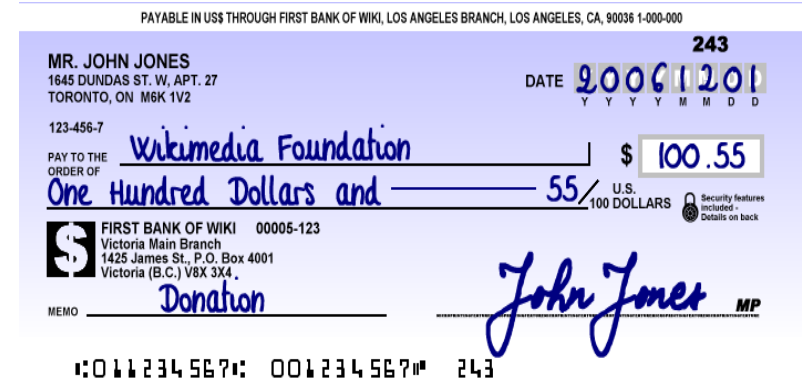 PAYABLE IN US$ THROUGH FIRST BANK OF WIKI, LOS ANGELES BRANCH, LOS ANGELES, CA, 90036 1-000-000
243
MR. JOHN JONES
1645 DUNDAS ST. W, APT. 27
TORONTO, ON M6K 1V2
DATE 20061201
Y Y Y Y M M D D
123-456-7
PAY TO THE ORDER OF Wikimedia Foundation $ 100.55
One Hundred Dollars and 55/100 U.S. DOLLARS
Security features included - Details on back
FIRST BANK OF WIKI 00005-123
Victoria Main Branch
1425 James St., P.O. Box 4001
Victoria (B.C.) V8X 3X4
MEMO Donation
John Jones MP
⑆011234567⑆ 001234567⑈ 243